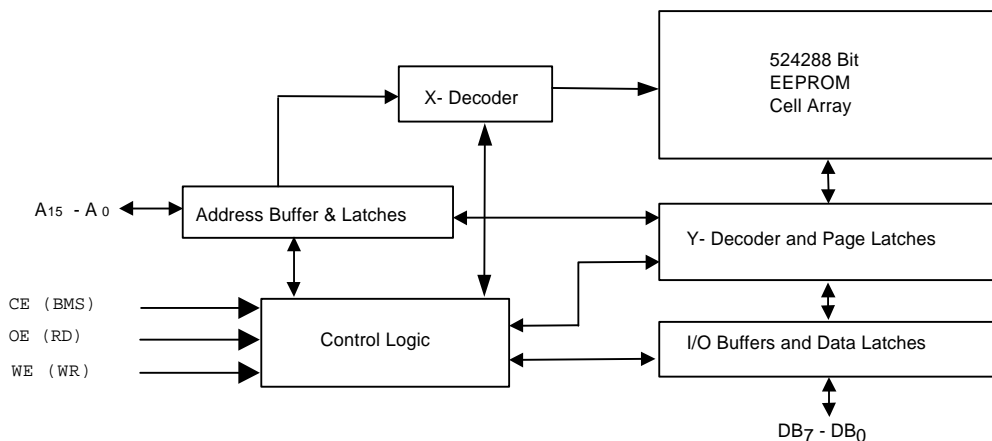 524288 Bit
EEPROM
Cell Array
X- Decoder
A15 - A 0
Address Buffer & Latches
Y- Decoder and Page Latches
CE (BMS)
OE (RD)
WE (WR)
Control Logic
I/O Buffers and Data Latches
DB7 - DB0